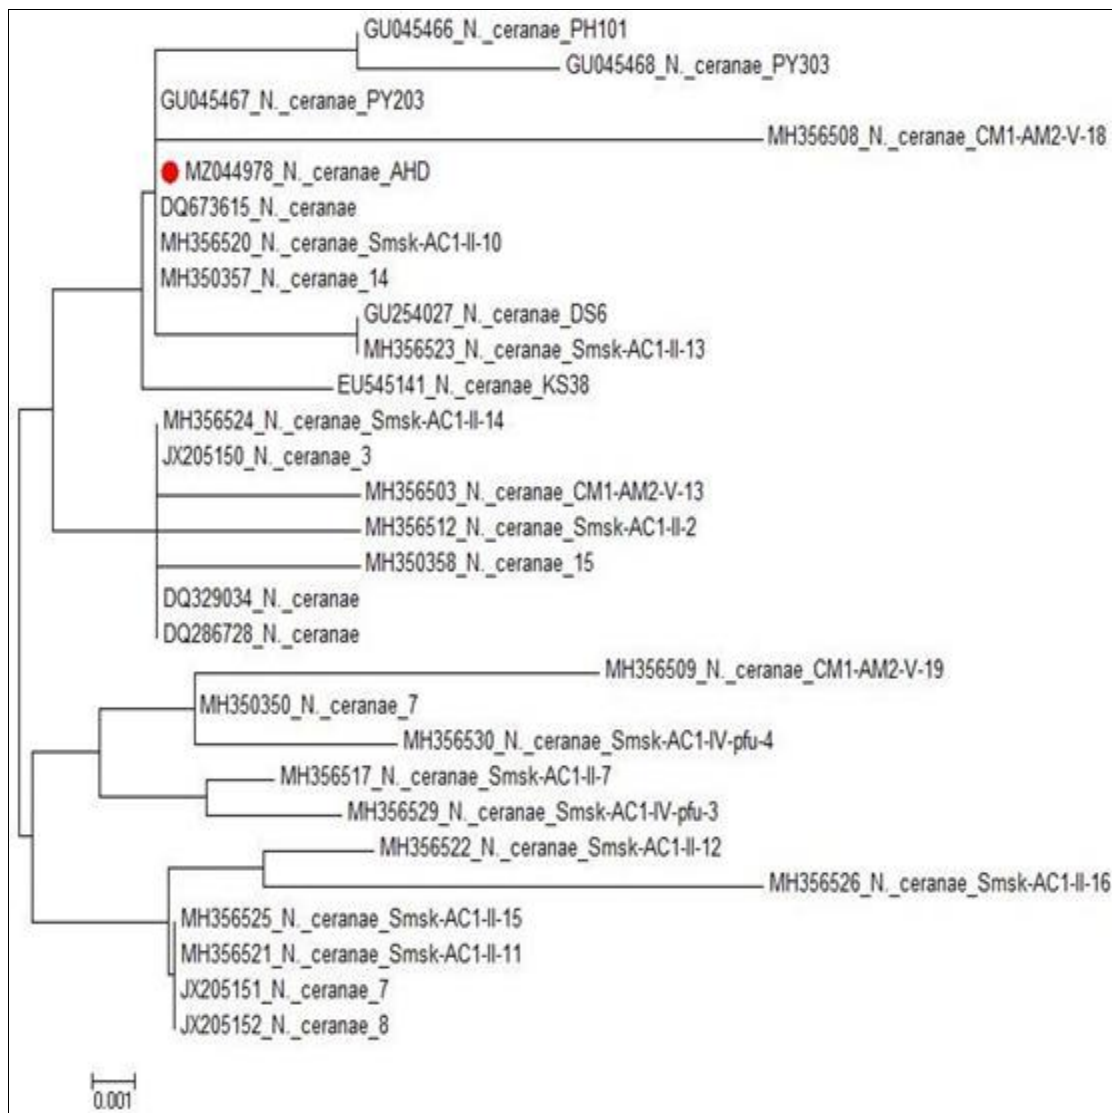 GU045466_N._ceranae_PH101
GU045468_N._ceranae_PY303
GU045467_N._ceranae_PY203
MH356508_N._ceranae_CM1-AM2-V-18
MZ044978_N._ceranae_AHD
DQ673615_N._ceranae
MH356520_N._ceranae_Smsk-AC1-II-10
MH350357_N._ceranae_14
GU254027_N._ceranae_DS6
MH356523_N._ceranae_Smsk-AC1-II-13
EU545141_N._ceranae_KS38
MH356524_N._ceranae_Smsk-AC1-II-14
JX205150_N._ceranae_3
MH356503_N._ceranae_CM1-AM2-V-13
MH356512_N._ceranae_Smsk-AC1-II-2
MH350358_N._ceranae_15
DQ329034_N._ceranae
DQ286728_N._ceranae
MH356509_N._ceranae_CM1-AM2-V-19
MH350350_N._ceranae_7
MH356530_N._ceranae_Smsk-AC1-IV-pfu-4
MH356517_N._ceranae_Smsk-AC1-II-7
MH356529_N._ceranae_Smsk-AC1-IV-pfu-3
MH356522_N._ceranae_Smsk-AC1-II-12
MH356526_N._ceranae_Smsk-AC1-II-16
MH356525_N._ceranae_Smsk-AC1-II-15
MH356521_N._ceranae_Smsk-AC1-II-11
JX205151_N._ceranae_7
JX205152_N._ceranae_8
0.001